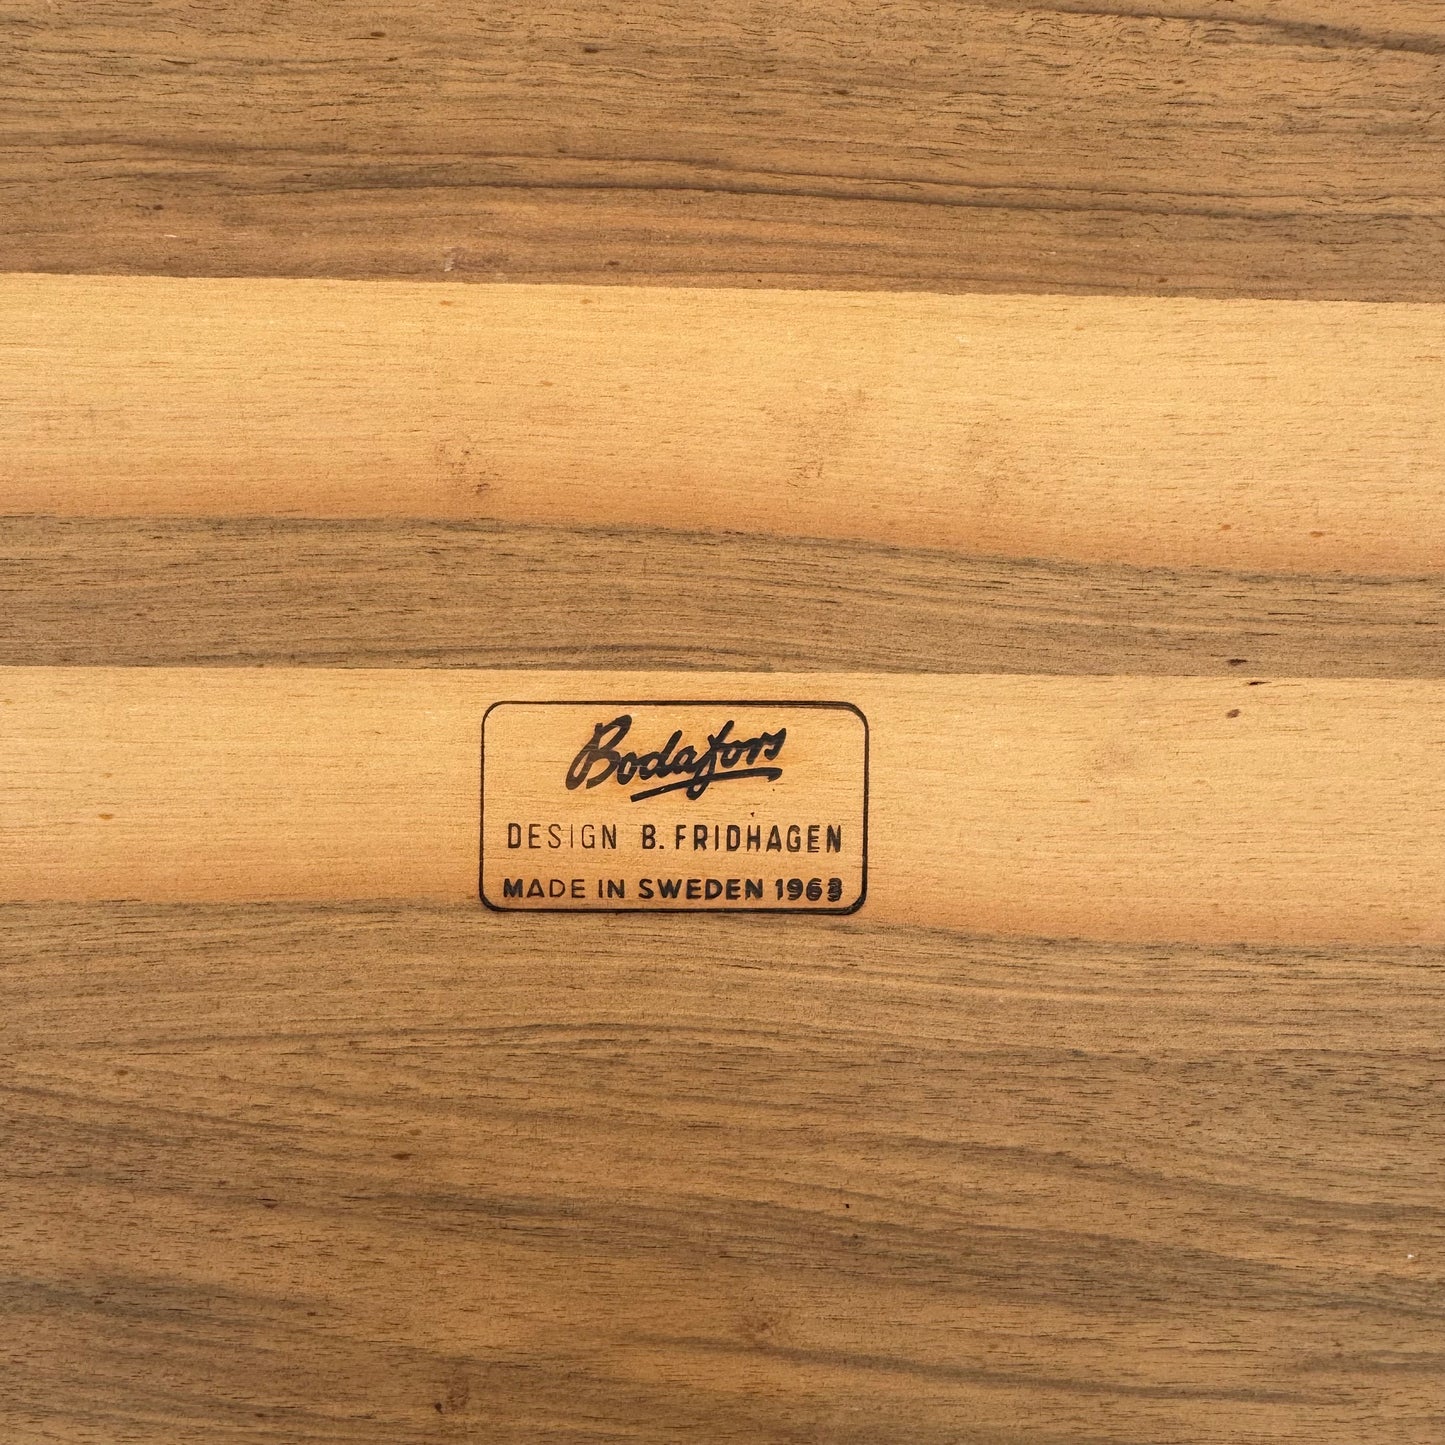 Bodafors
DESIGN B. FRIDHAGEN
MADE IN SWEDEN 1963